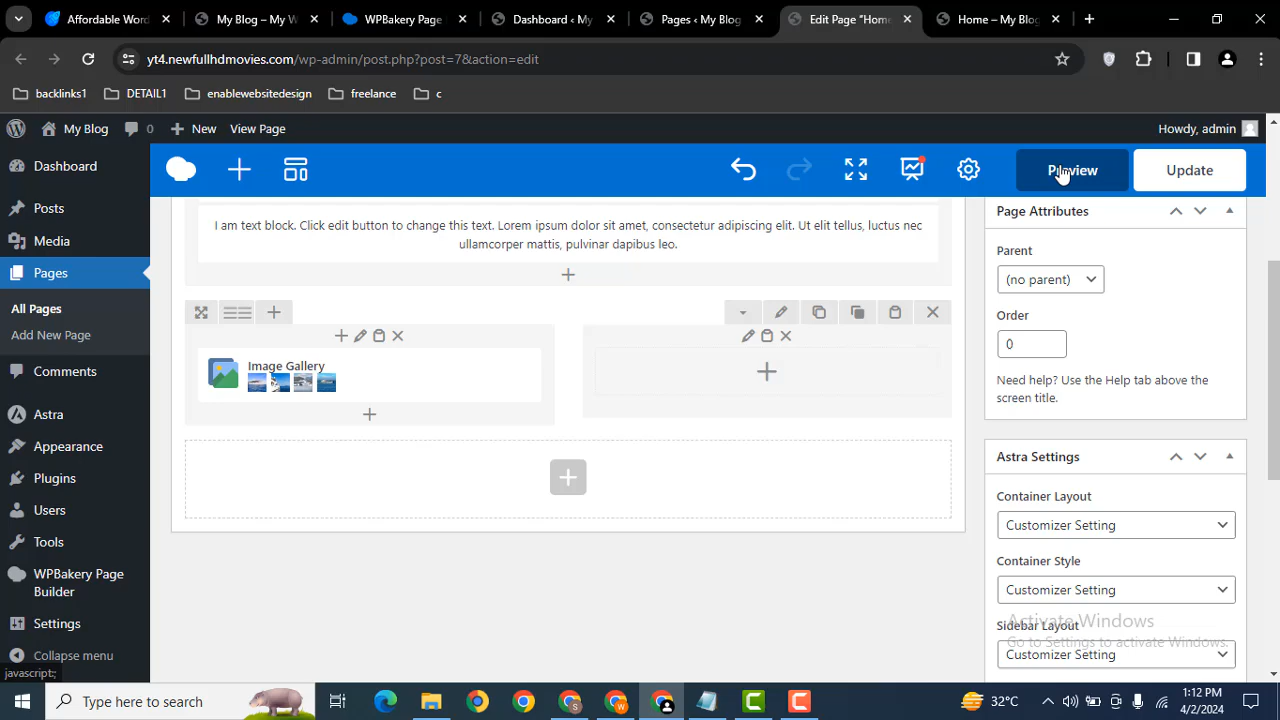 Affordable Word
My Blog – My W
WPBakery Page
Dashboard ‹ My
Pages ‹ My Blog
Edit Page "Hom
Home – My Blo
yt4.newfullhdmovies.com/wp-admin/post.php?post=7&action=edit
backlinks1
DETAIL1
enablewebsitedesign
freelance
c
My Blog
0
New
View Page
Howdy, admin
Dashboard
Posts
Media
Pages
All Pages
Add New Page
Comments
Astra
Appearance
Plugins
Users
Tools
WPBakery Page
Builder
Settings
Collapse menu
javascript:;
Preview
Update
I am text block. Click edit button to change this text. Lorem ipsum dolor sit amet, consectetur adipiscing elit. Ut elit tellus, luctus nec
ullamcorper mattis, pulvinar dapibus leo.
Image Gallery
Page Attributes
Parent
(no parent)
Order
0
Need help? Use the Help tab above the
screen title.
Astra Settings
Container Layout
Customizer Setting
Container Style
Customizer Setting
Sidebar Layout
Customizer Setting
Activate Windows
Go to Settings to activate Windows.
Type here to search
32°C
1:12 PM
4/2/2024